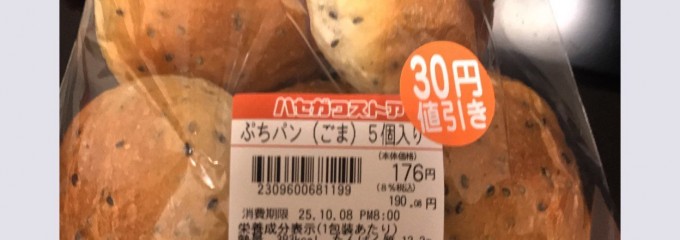 30円
値引き
ハセガワストア
ぷちパン (ごま) 5個入り
(本体価格)
176円
(8%税込)
190.08円
2309600681199
消費期限 25.10.08 PM8:00
栄養成分表示(1包装あたり)